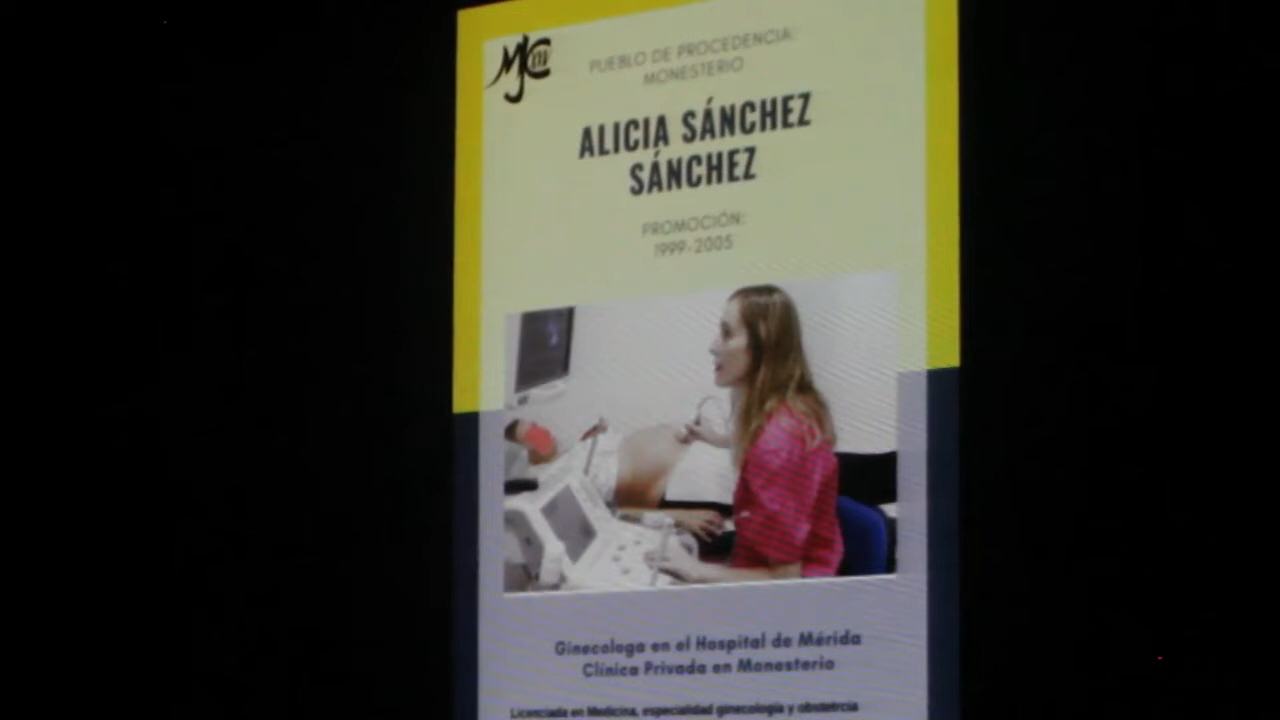 MJC
PUEBLO DE PROCEDENCIA:
MONESTERIO
ALICIA SÁNCHEZ
SÁNCHEZ
PROMOCIÓN:
1999-2005
Ginecologa en el Hospital de Mérida
Clínica Privada en Monesterio
Licenciada en Medicina, especialidad ginecología y obstetrcia